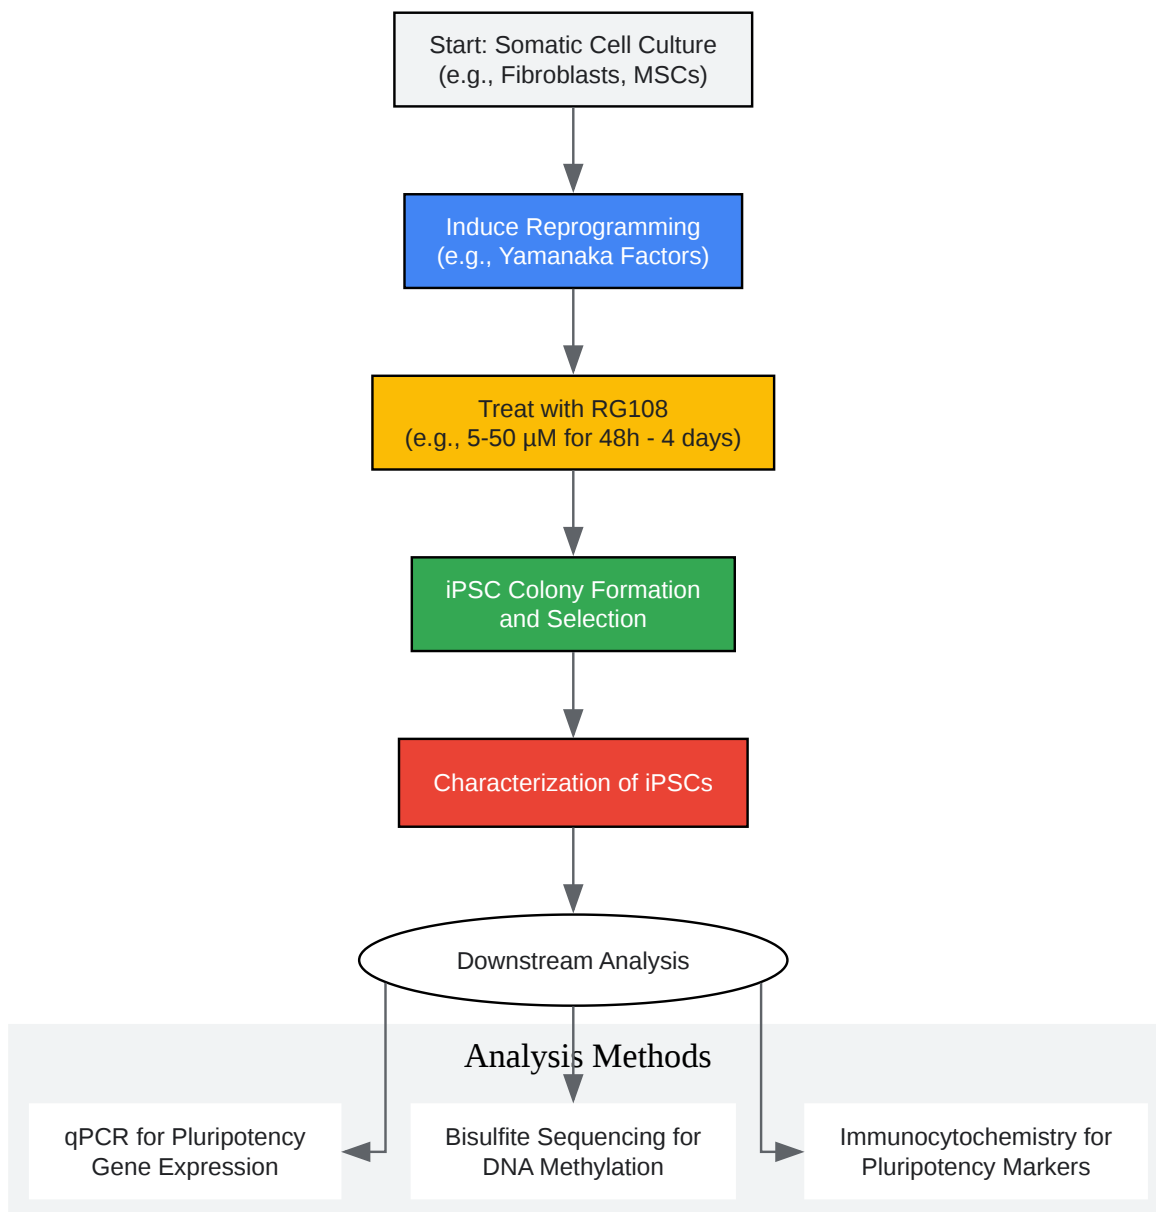 Start: Somatic Cell Culture
(e.g., Fibroblasts, MSCs)
Induce Reprogramming
(e.g., Yamanaka Factors)
Treat with RG108
(e.g., 5-50 µM for 48h - 4 days)
iPSC Colony Formation
and Selection
Characterization of iPSCs
Downstream Analysis
Analysis Methods
qPCR for Pluripotency
Gene Expression
Bisulfite Sequencing for
DNA Methylation
Immunocytochemistry for
Pluripotency Markers